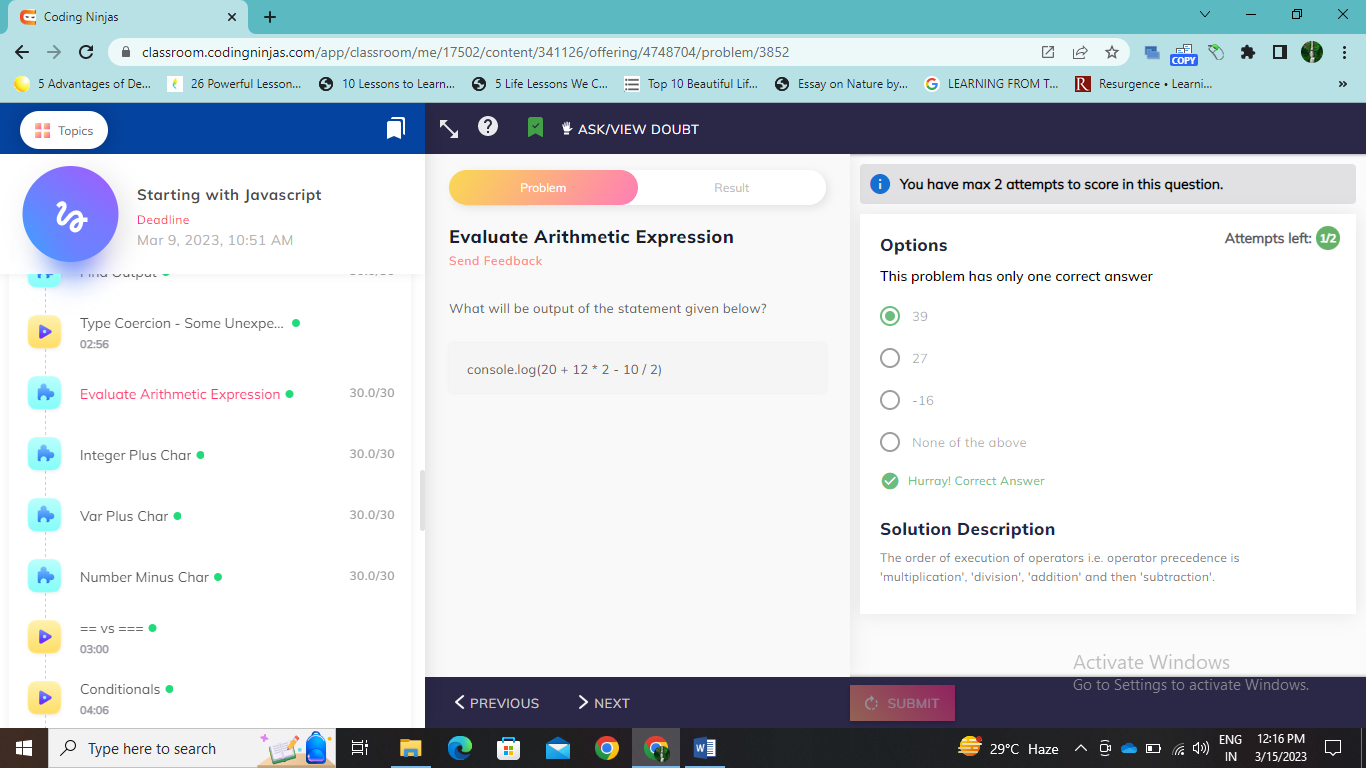 Coding Ninjas
classroom.codingninjas.com/app/classroom/me/17502/content/341126/offering/4748704/problem/3852
COPY
5 Advantages of De...
26 Powerful Lesson...
10 Lessons to Learn...
5 Life Lessons We C...
Top 10 Beautiful Lif...
Essay on Nature by...
LEARNING FROM T...
Resurgence • Learni...
»
Topics
ASK/VIEW DOUBT
Starting with Javascript
Deadline
Mar 9, 2023, 10:51 AM
Find Output
30.0/30
Type Coercion - Some Unexpe...
02:56
Evaluate Arithmetic Expression
30.0/30
Integer Plus Char
30.0/30
Var Plus Char
30.0/30
Number Minus Char
30.0/30
== vs ===
03:00
Conditionals
04:06
Problem
Result
Evaluate Arithmetic Expression
Send Feedback
What will be output of the statement given below?
console.log(20 + 12 * 2 - 10 / 2)
PREVIOUS
NEXT
You have max 2 attempts to score in this question.
Options
Attempts left: 1/2
This problem has only one correct answer
39
27
-16
None of the above
Hurray! Correct Answer
Solution Description
The order of execution of operators i.e. operator precedence is
'multiplication', 'division', 'addition' and then 'subtraction'.
Activate Windows
Go to Settings to activate Windows.
SUBMIT
Type here to search
29°C Haze
ENG
IN
12:16 PM
3/15/2023